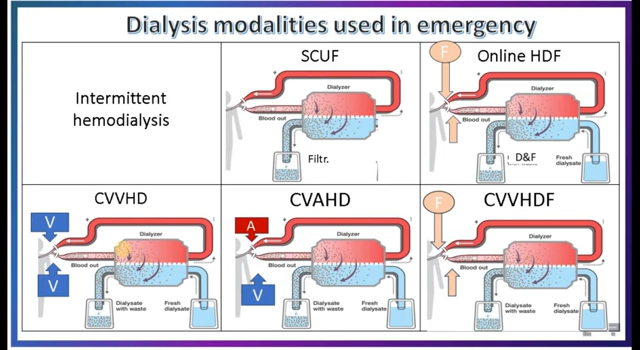 Dialysis modalities used in emergency
Intermittent
hemodialysis
SCUF
Dialyzer
Blood out
Filtr.
Online HDF
F
Dialyzer
Blood out
D&F
Fresh
dialysate
CVVHD
V
Dialyzer
Blood out
V
Dialysate
with waste
Fresh
dialysate
CVAHD
A
Dialyzer
Blood out
V
Dialysate
with waste
Fresh
dialysate
CVVHDF
F
Dialyzer
Blood out
Dialysate
with waste
Fresh
dialysate